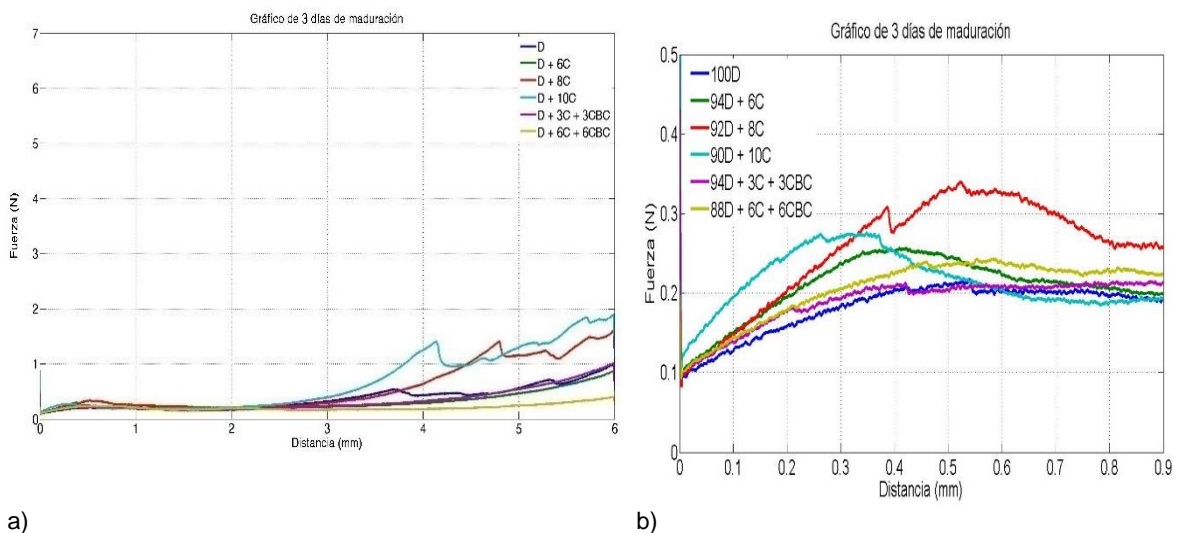 Gráfico de 3 días de maduración
Fuerza (N)
7
6
5
4
3
2
1
0
0 1 2 3 4 5 6
Distancia (mm)
D
D + 6C
D + 8C
D + 10C
D + 3C + 3CBC
D + 6C + 6CBC
a)
Gráfico de 3 días de maduración
Fuerza (N)
0.5
0.4
0.3
0.2
0.1
0
0 0.1 0.2 0.3 0.4 0.5 0.6 0.7 0.8 0.9
Distancia (mm)
100D
94D + 6C
92D + 8C
90D + 10C
94D + 3C + 3CBC
88D + 6C + 6CBC
b)